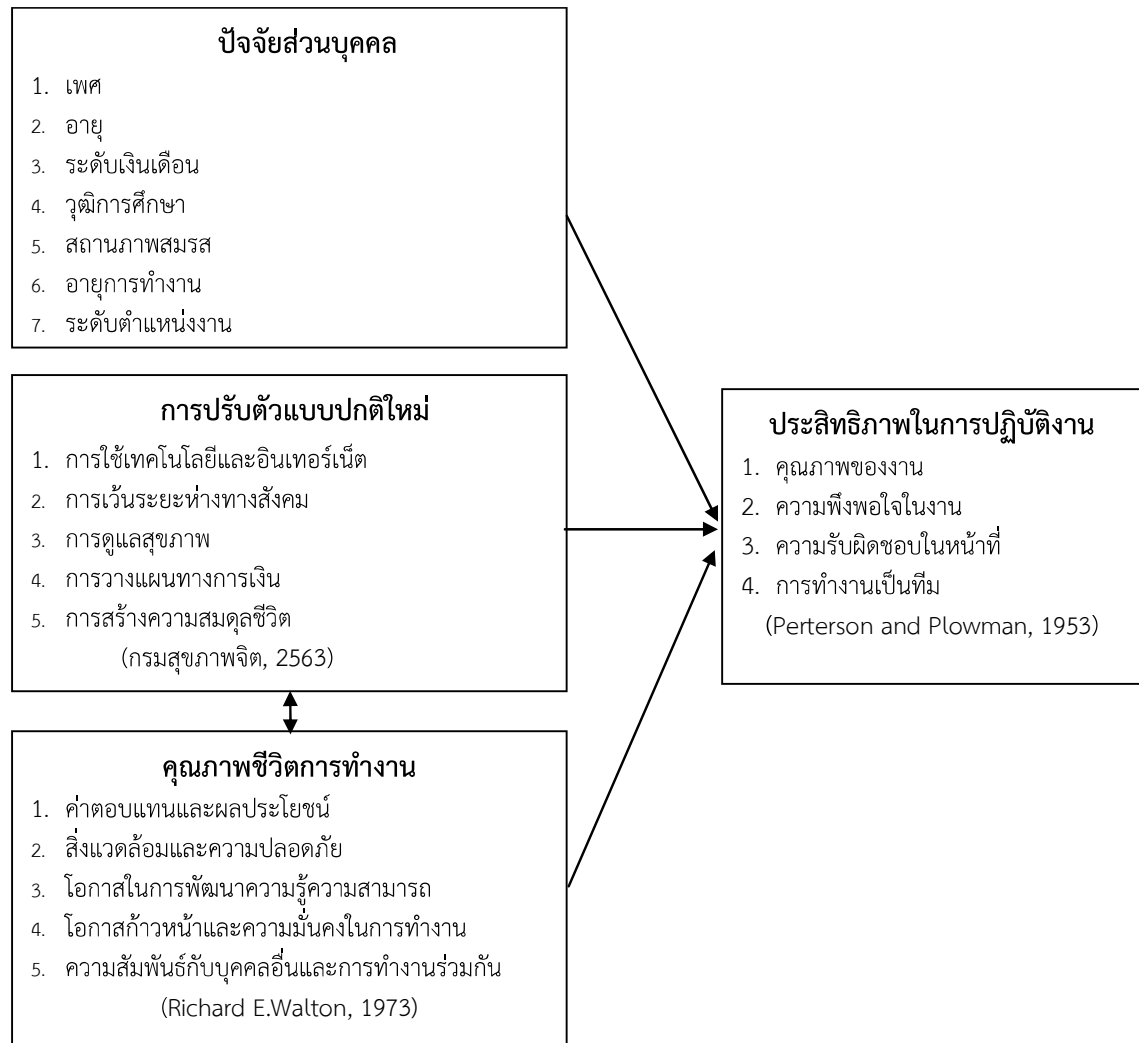 ปัจจัยส่วนบุคคล
1. เพศ
2. อายุ
3. ระดับเงินเดือน
4. วุฒิการศึกษา
5. สถานภาพสมรส
6. อายุการทำงาน
7. ระดับตำแหน่งงาน
การปรับตัวแบบปกติใหม่
1. การใช้เทคโนโลยีและอินเทอร์เน็ต
2. การเว้นระยะห่างทางสังคม
3. การดูแลสุขภาพ
4. การวางแผนทางการเงิน
5. การสร้างความสมดุลชีวิต
(กรมสุขภาพจิต, 2563)
คุณภาพชีวิตการทำงาน
1. ค่าตอบแทนและผลประโยชน์
2. สิ่งแวดล้อมและความปลอดภัย
3. โอกาสในการพัฒนาความรู้ความสามารถ
4. โอกาสก้าวหน้าและความมั่นคงในการทำงาน
5. ความสัมพันธ์กับบุคคลอื่นและการทำงานร่วมกัน
(Richard E.Walton, 1973)
ประสิทธิภาพในการปฏิบัติงาน
1. คุณภาพของงาน
2. ความพึงพอใจในงาน
3. ความรับผิดชอบในหน้าที่
4. การทำงานเป็นทีม
(Perterson and Plowman, 1953)